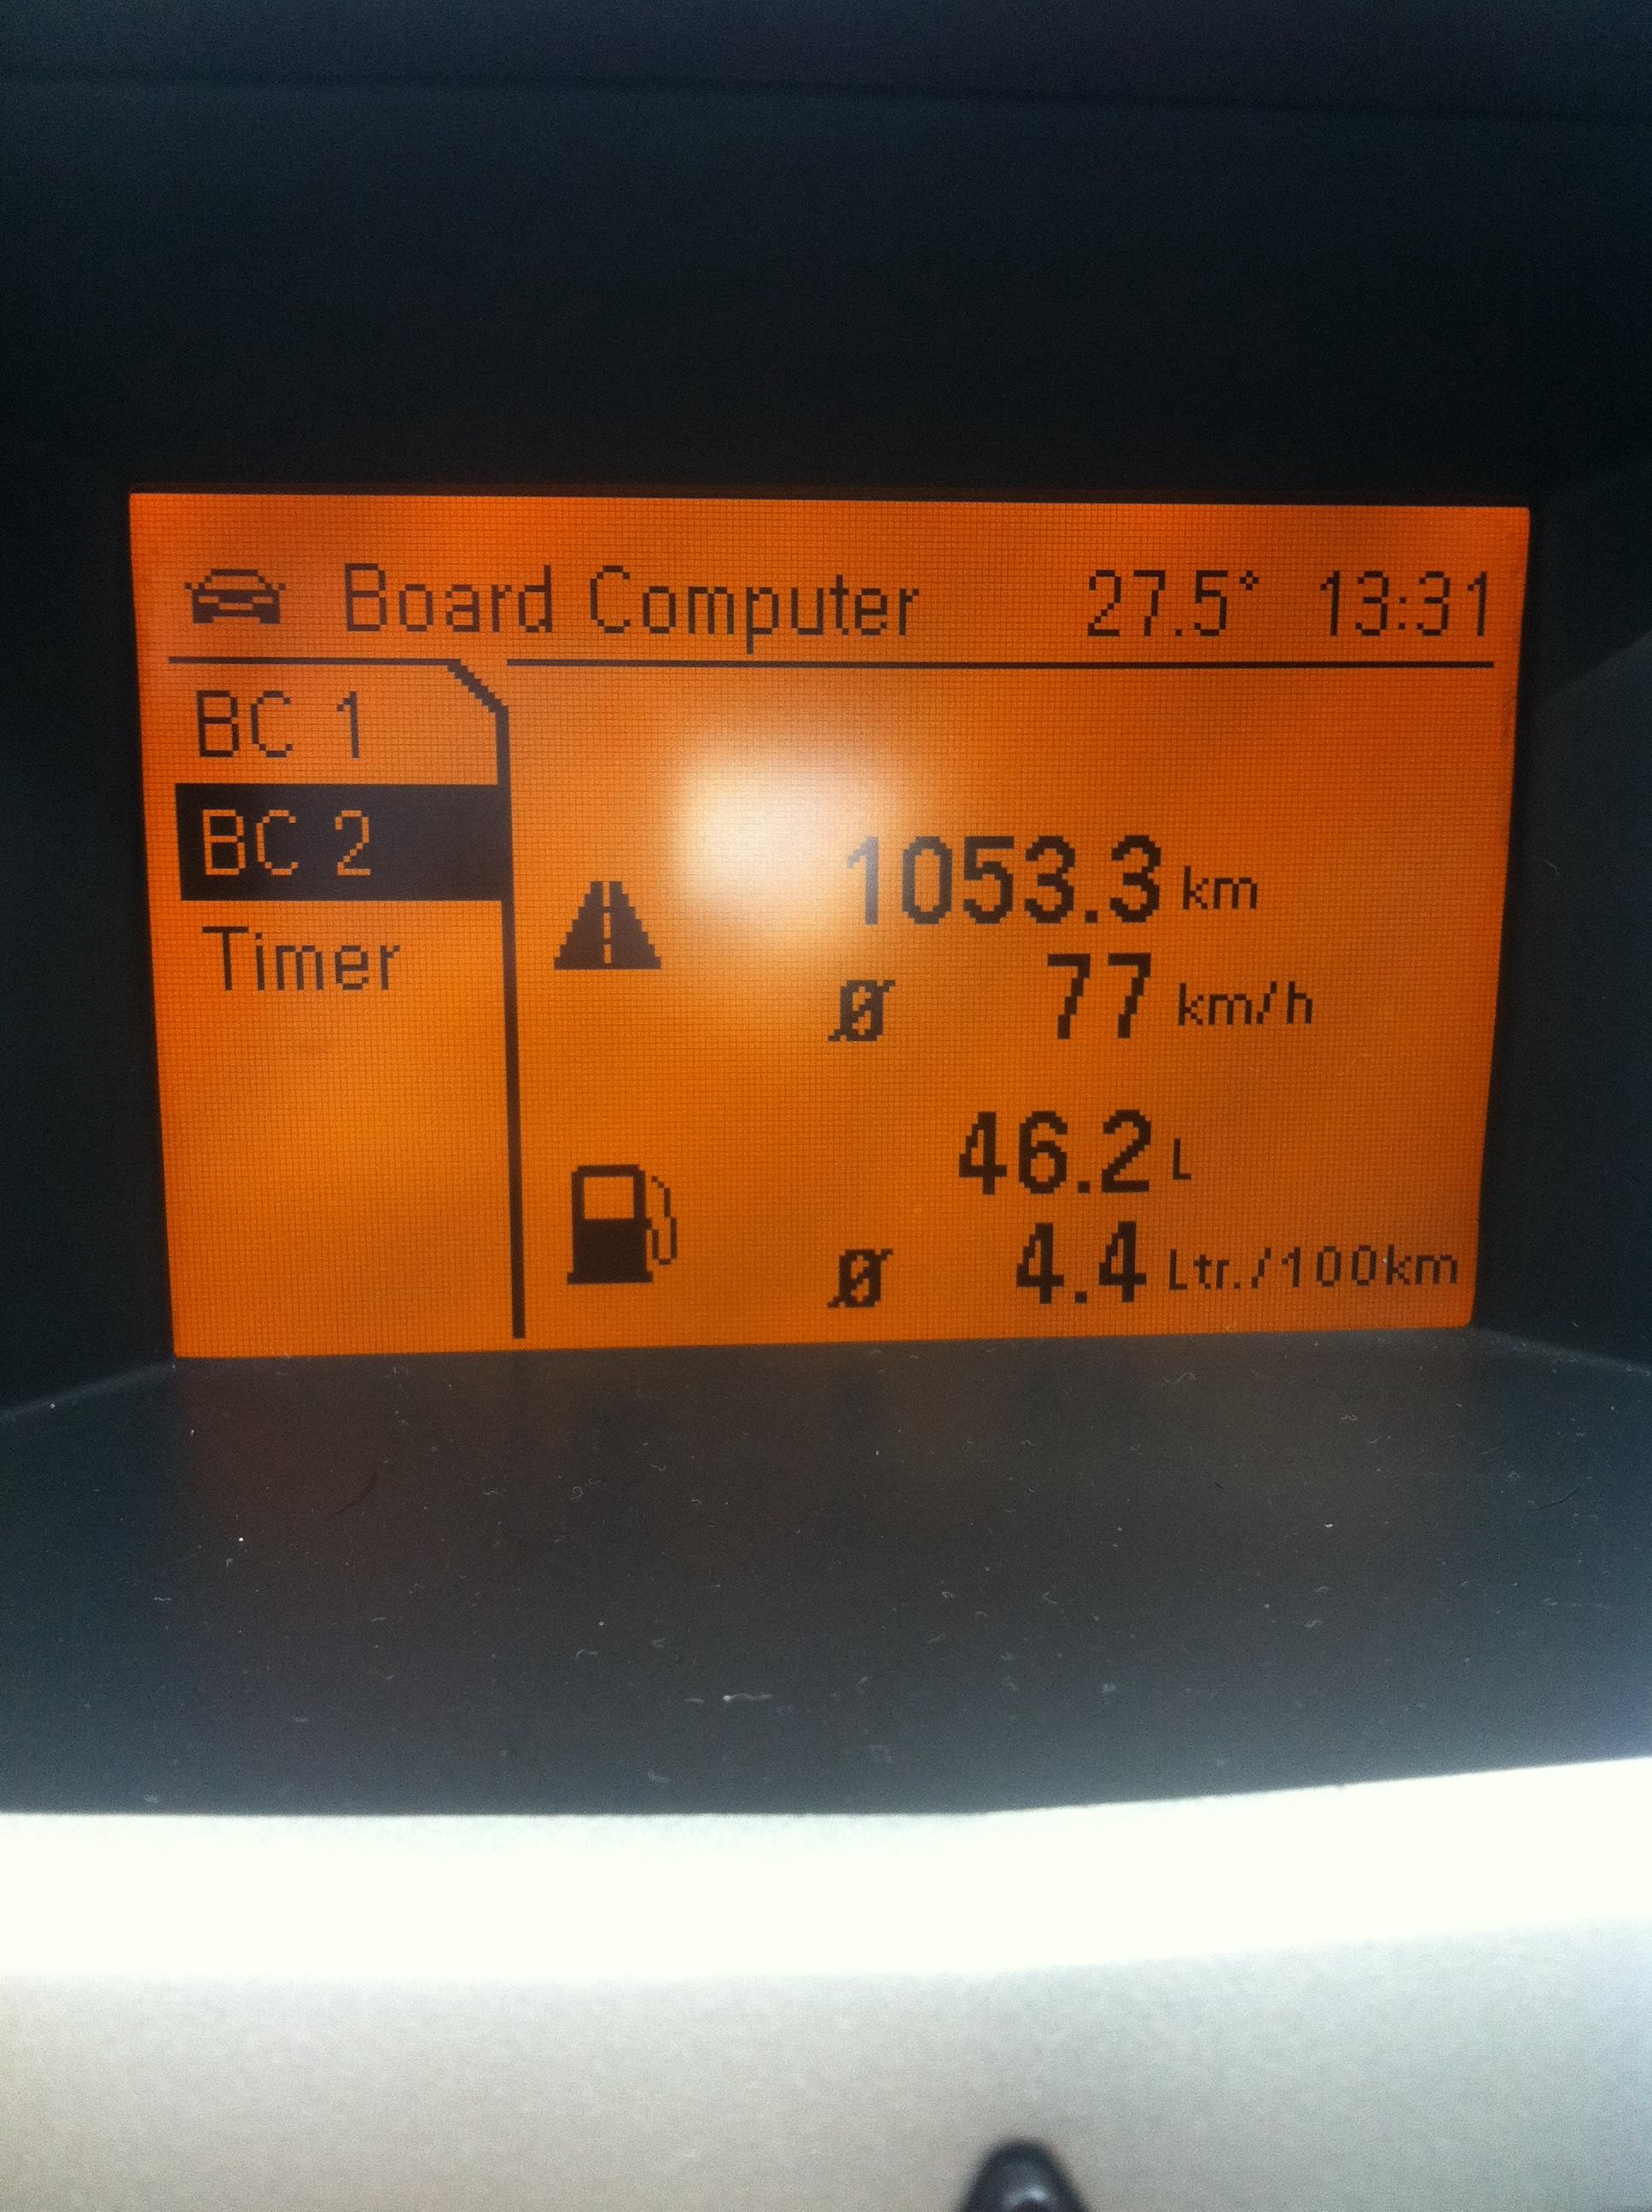 Board Computer 27.5° 13:31
BC 1
BC 2
Timer
1053.3 km
Ø 77 km/h
46.2 L
Ø 4.4 Ltr./100km